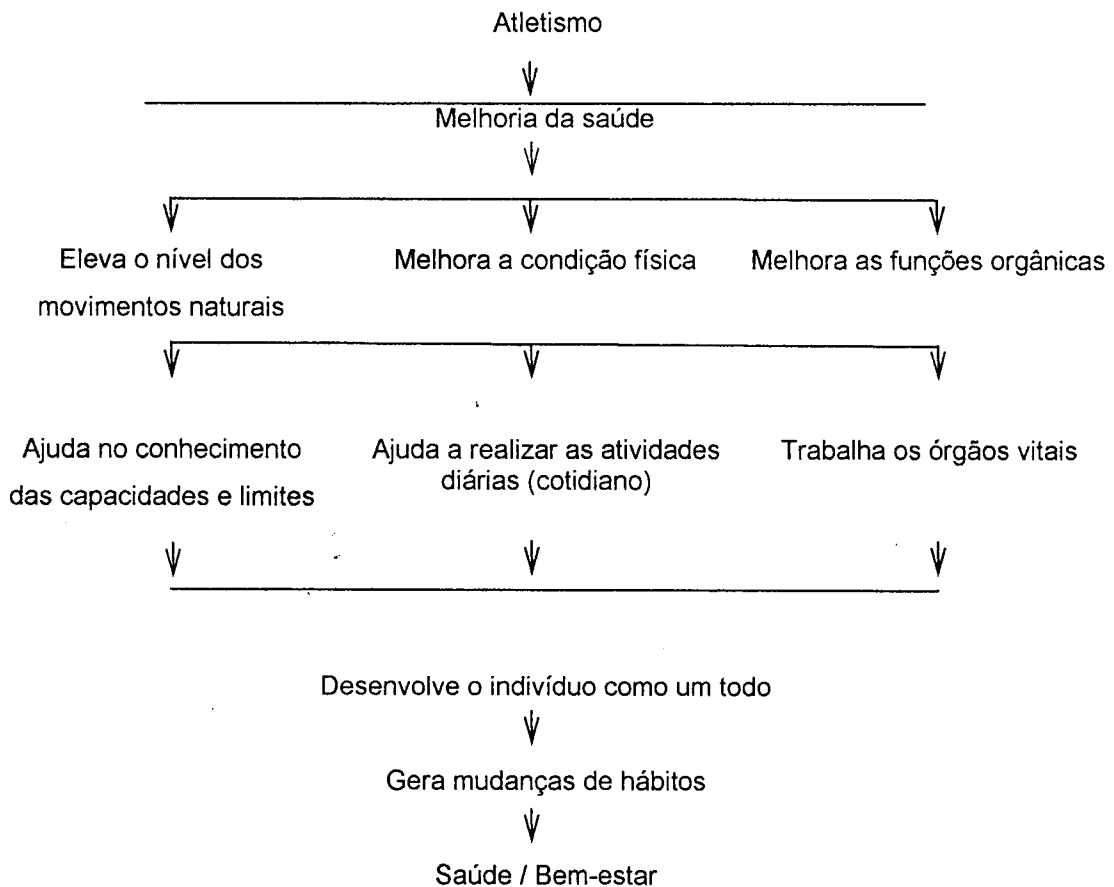 Atletismo
Melhoria da saúde
Eleva o nível dos
movimentos naturais
Melhora a condição física
Melhora as funções orgânicas
Ajuda no conhecimento
das capacidades e limites
Ajuda a realizar as atividades
diárias (cotidiano)
Trabalha os órgãos vitais
Desenvolve o indivíduo como um todo
Gera mudanças de hábitos
Saúde / Bem-estar